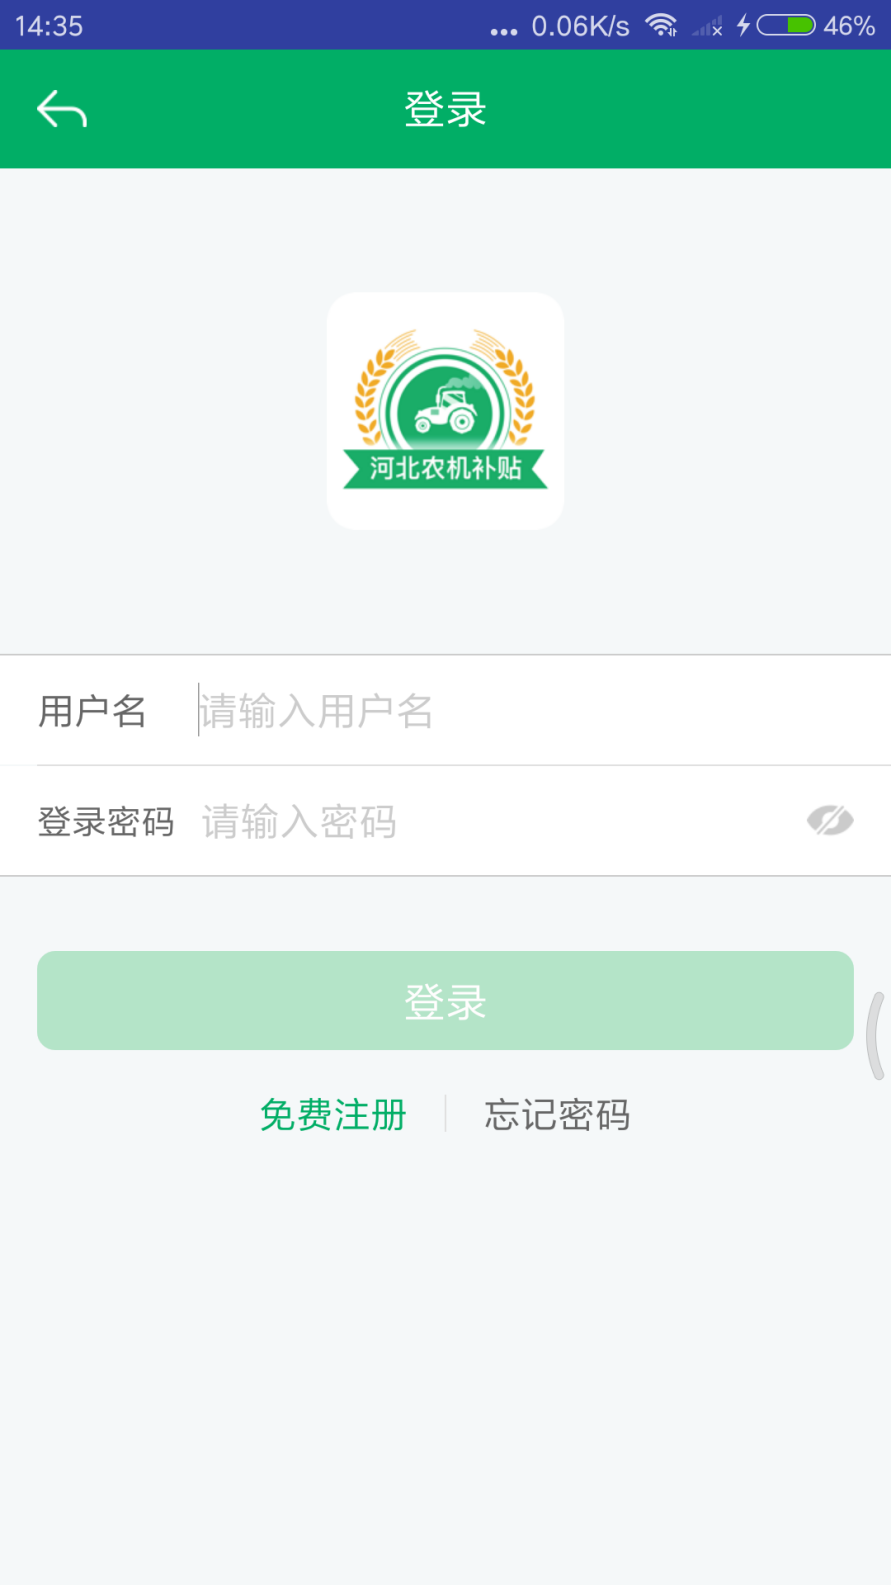 14:35 ... 0.06K/s 46%
登录
河北农机补贴
用户名 请输入用户名
登录密码 请输入密码
登录
免费注册 忘记密码